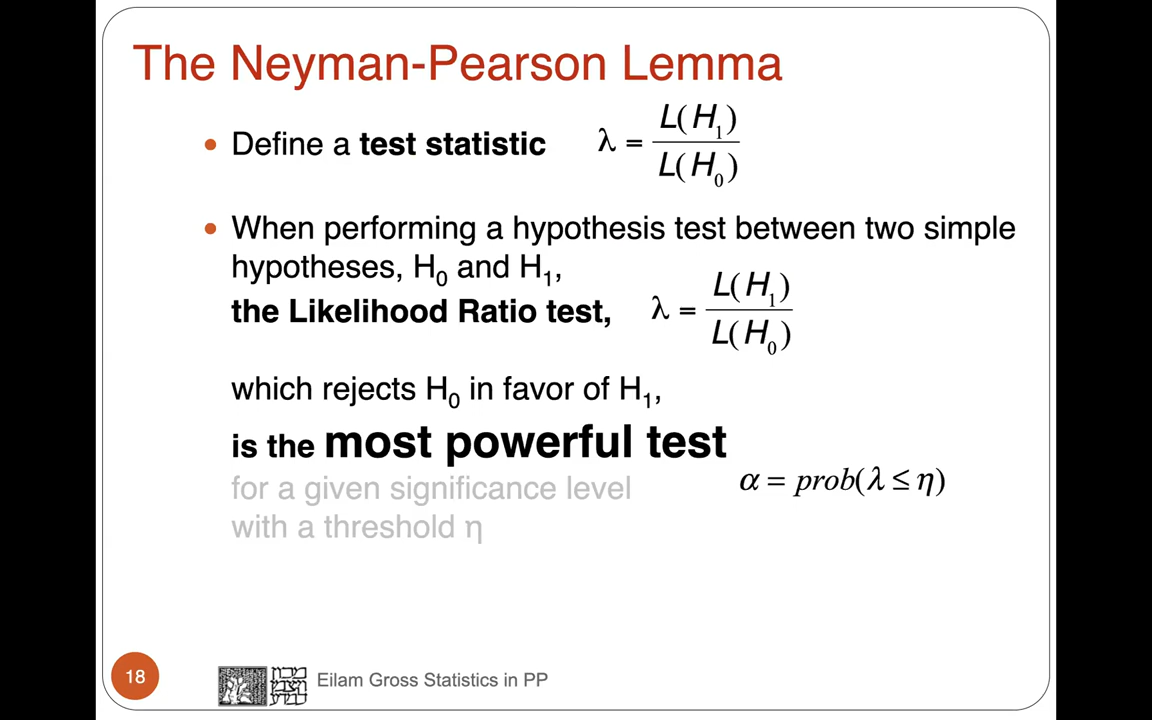 The Neyman-Pearson Lemma
• Define a test statistic λ = L(H₁) / L(H₀)
• When performing a hypothesis test between two simple
hypotheses, H₀ and H₁,
the Likelihood Ratio test, λ = L(H₁) / L(H₀)
which rejects H₀ in favor of H₁,
is the most powerful test
for a given significance level α = prob(λ ≤ η)
with a threshold η
18
Eilam Gross Statistics in PP